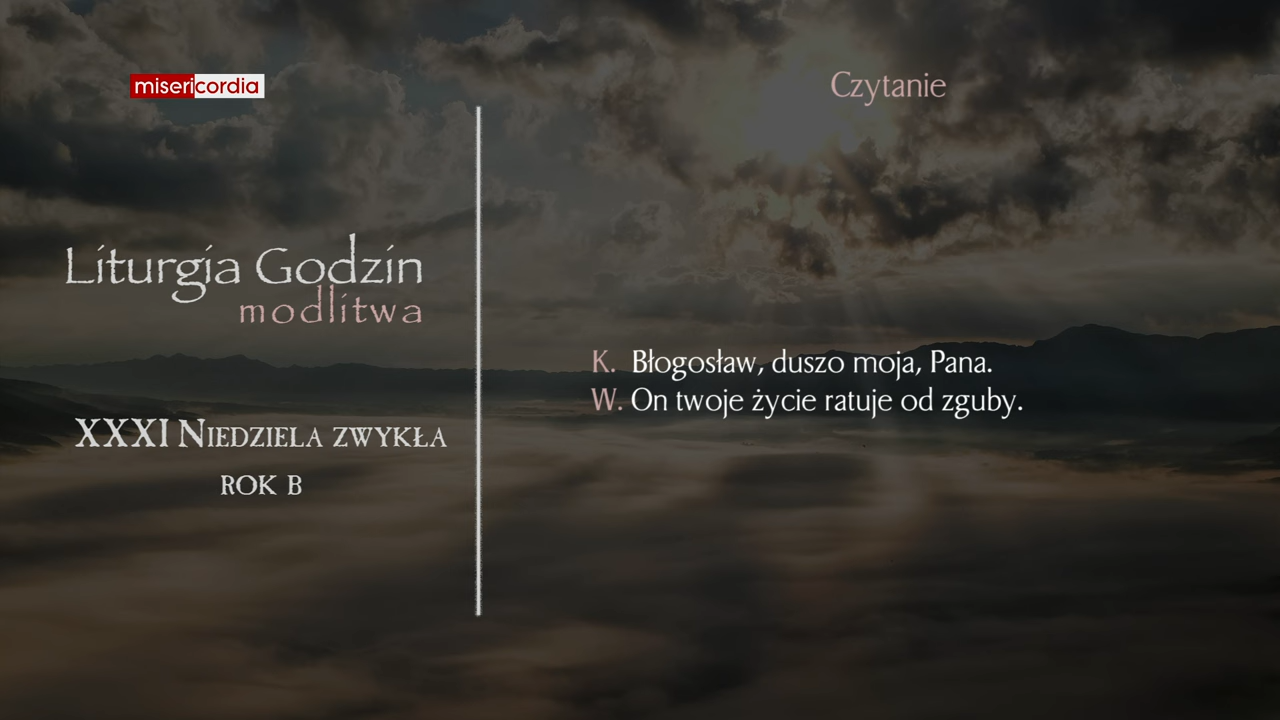 misericordia
Liturgia Godzin
modlitwa
XXXI Niedziela zwykła
rok B
Czytanie
K. Błogosław, duszo moja, Pana.
W. On twoje życie ratuje od zguby.